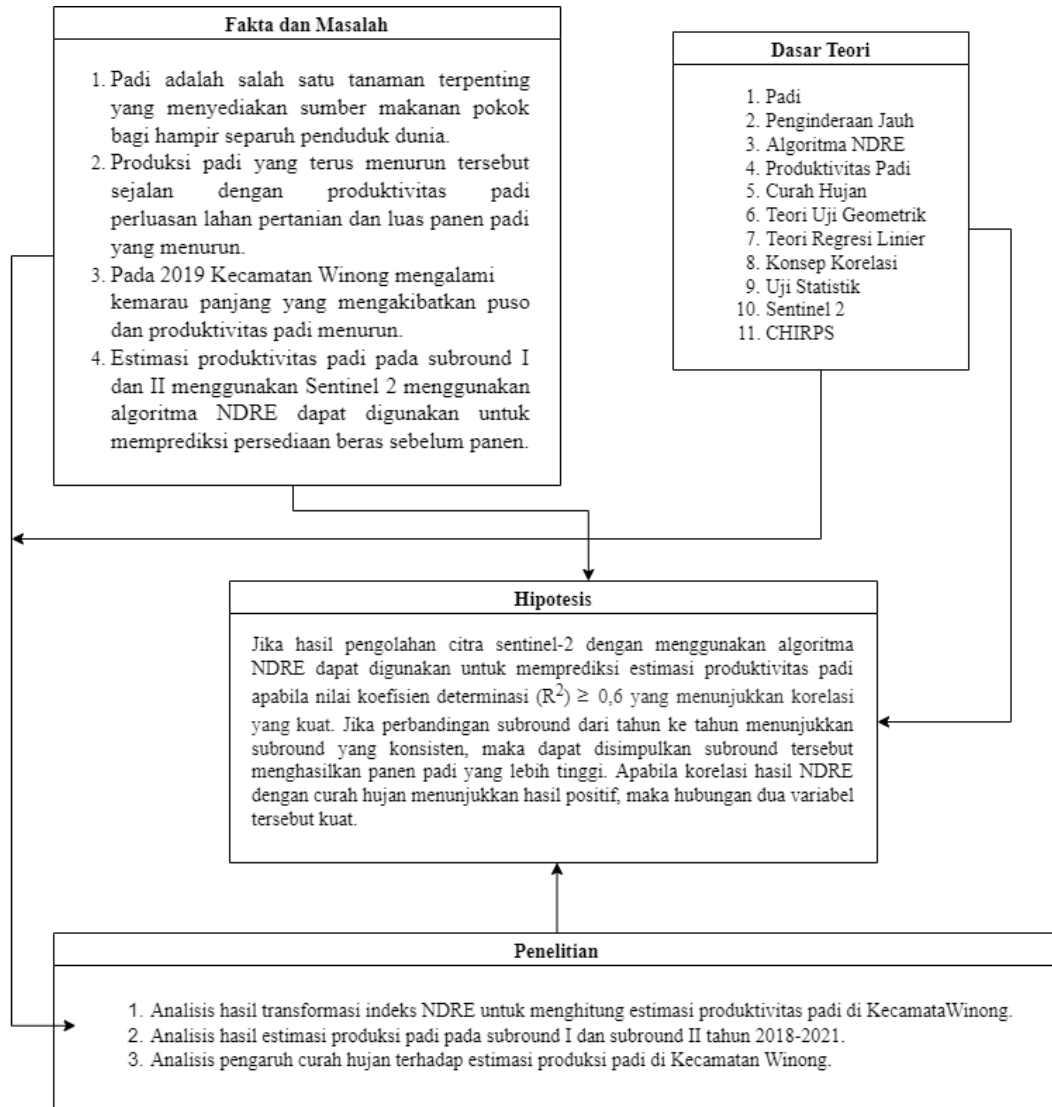 Fakta dan Masalah
1. Padi adalah salah satu tanaman terpenting
yang menyediakan sumber makanan pokok
bagi hampir separuh penduduk dunia.
2. Produksi padi yang terus menurun tersebut
sejalan dengan produktivitas padi
perluasan lahan pertanian dan luas panen padi
yang menurun.
3. Pada 2019 Kecamatan Winong mengalami
kemarau panjang yang mengakibatkan puso
dan produktivitas padi menurun.
4. Estimasi produktivitas padi pada subround I
dan II menggunakan Sentinel 2 menggunakan
algoritma NDRE dapat digunakan untuk
memprediksi persediaan beras sebelum panen.
Dasar Teori
1. Padi
2. Penginderaan Jauh
3. Algoritma NDRE
4. Produktivitas Padi
5. Curah Hujan
6. Teori Uji Geometrik
7. Teori Regresi Linier
8. Konsep Korelasi
9. Uji Statistik
10. Sentinel 2
11. CHIRPS
Hipotesis
Jika hasil pengolahan citra sentinel-2 dengan menggunakan algoritma
NDRE dapat digunakan untuk memprediksi estimasi produktivitas padi
apabila nilai koefisien determinasi (R²) ≥ 0,6 yang menunjukkan korelasi
yang kuat. Jika perbandingan subround dari tahun ke tahun menunjukkan
subround yang konsisten, maka dapat disimpulkan subround tersebut
menghasilkan panen padi yang lebih tinggi. Apabila korelasi hasil NDRE
dengan curah hujan menunjukkan hasil positif, maka hubungan dua variabel
tersebut kuat.
Penelitian
1. Analisis hasil transformasi indeks NDRE untuk menghitung estimasi produktivitas padi di KecamataWinong.
2. Analisis hasil estimasi produksi padi pada subround I dan subround II tahun 2018-2021.
3. Analisis pengaruh curah hujan terhadap estimasi produksi padi di Kecamatan Winong.